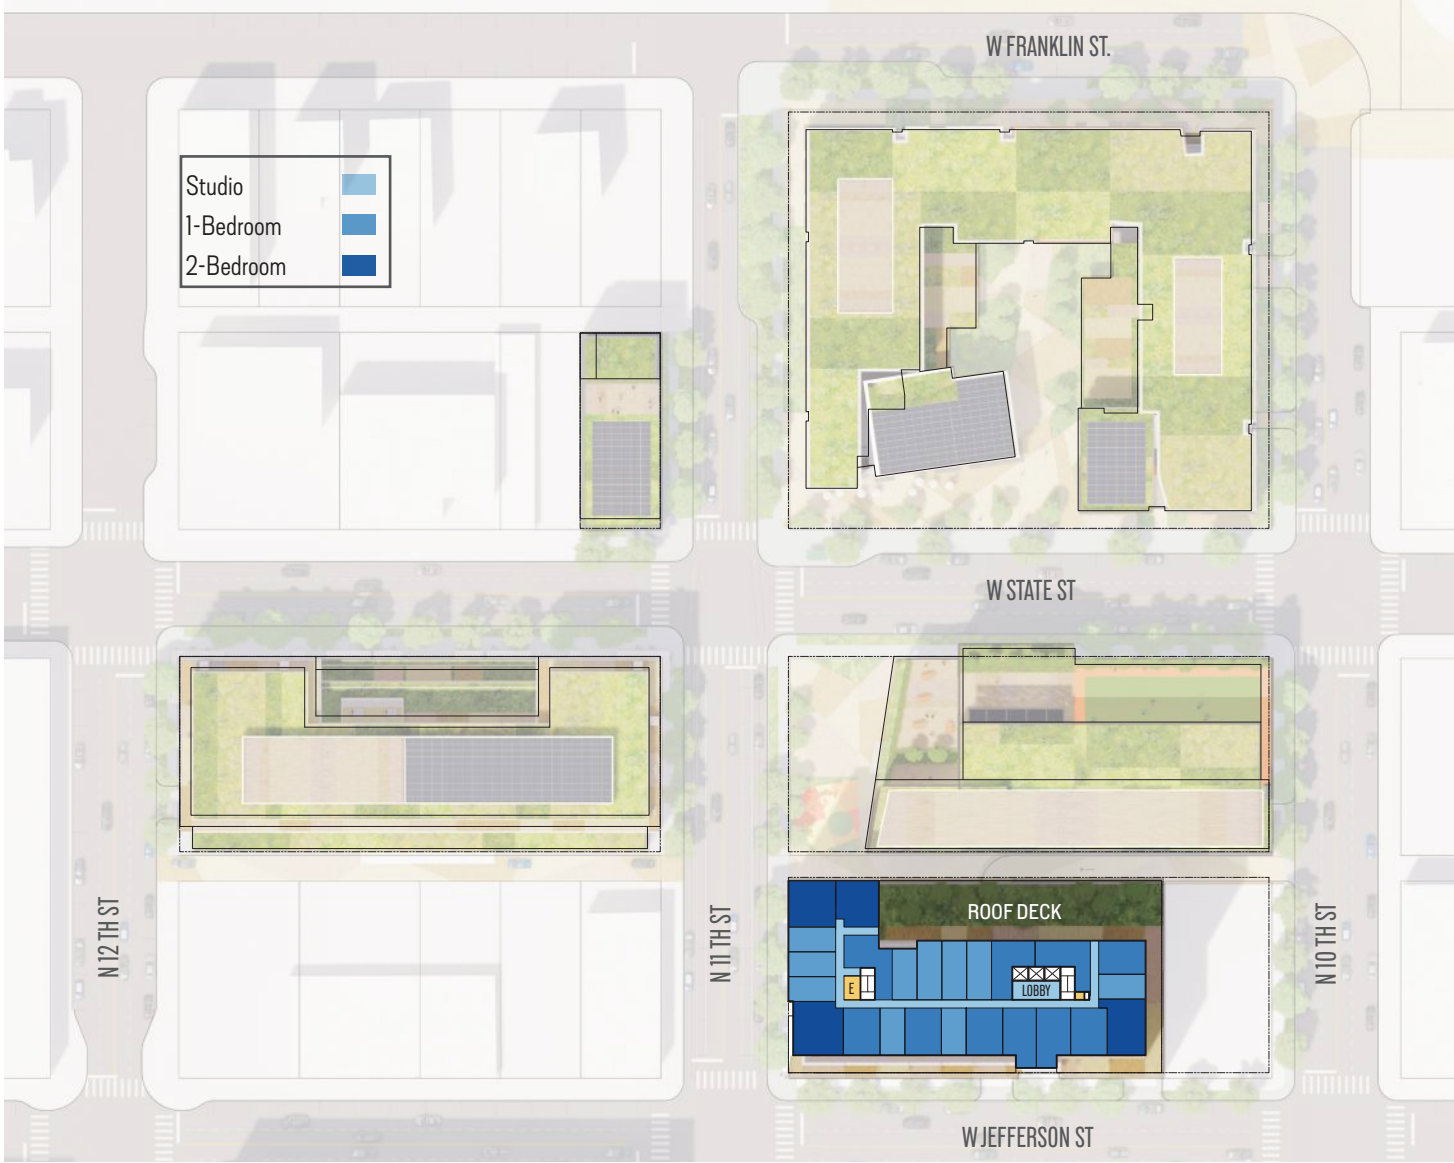 W FRANKLIN ST.
Studio
1-Bedroom
2-Bedroom
W STATE ST
ROOF DECK
N 12 TH ST
N 11 TH ST
N 10 TH ST
E
LOBBY
W JEFFERSON ST